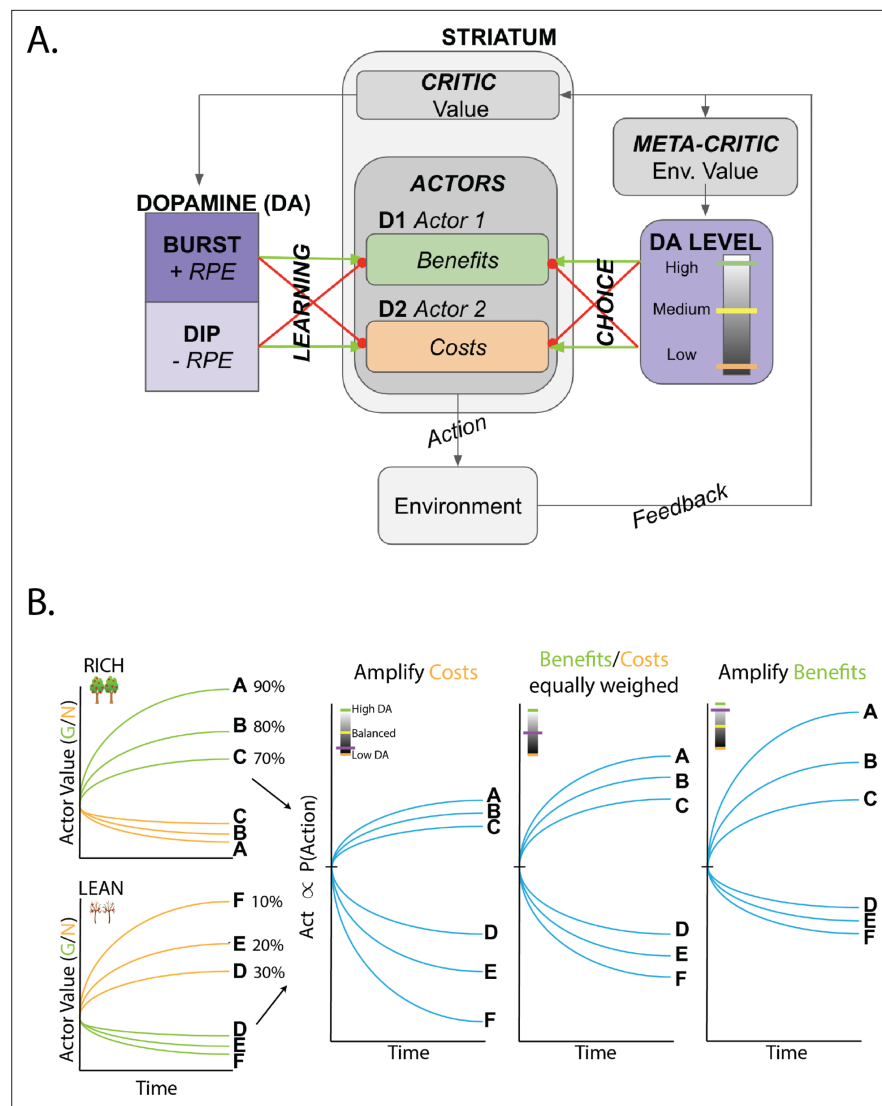 A.
STRIATUM
CRITIC
Value
META-CRITIC
Env. Value
ACTORS
DOPAMINE (DA)
D1 Actor 1
BURST
+ RPE
Benefits
DA LEVEL
High
LEARNING
CHOICE
D2 Actor 2
Medium
DIP
- RPE
Costs
Low
Action
Environment
Feedback
B.
RICH
Actor Value (G/N)
A 90%
B 80%
C 70%
C
B
A
LEAN
Actor Value (G/N)
F 10%
E 20%
D 30%
D
E
F
Time
Amplify Costs
High DA
Balanced
Low DA
Act ∝ P(Action)
A
B
C
D
E
F
Time
Benefits/Costs
equally weighed
A
B
C
D
E
F
Time
Amplify Benefits
A
B
C
D
E
F
Time